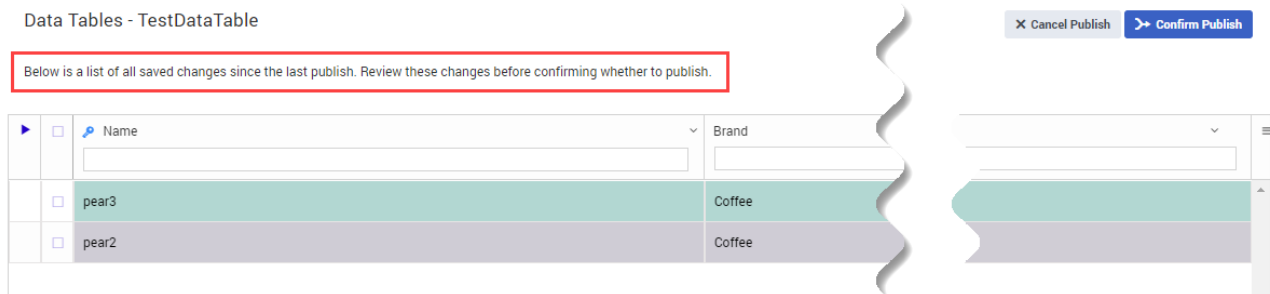 Data Tables - TestDataTable
Cancel Publish
Confirm Publish
Below is a list of all saved changes since the last publish. Review these changes before confirming whether to publish.
Name
Brand
pear3
Coffee
pear2
Coffee